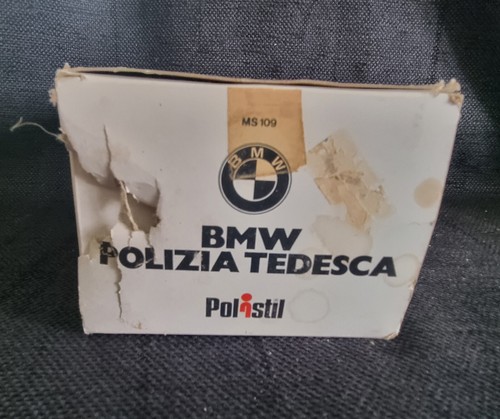 MS 109
BMW
BMW
POLIZIA TEDESCA
Polistil